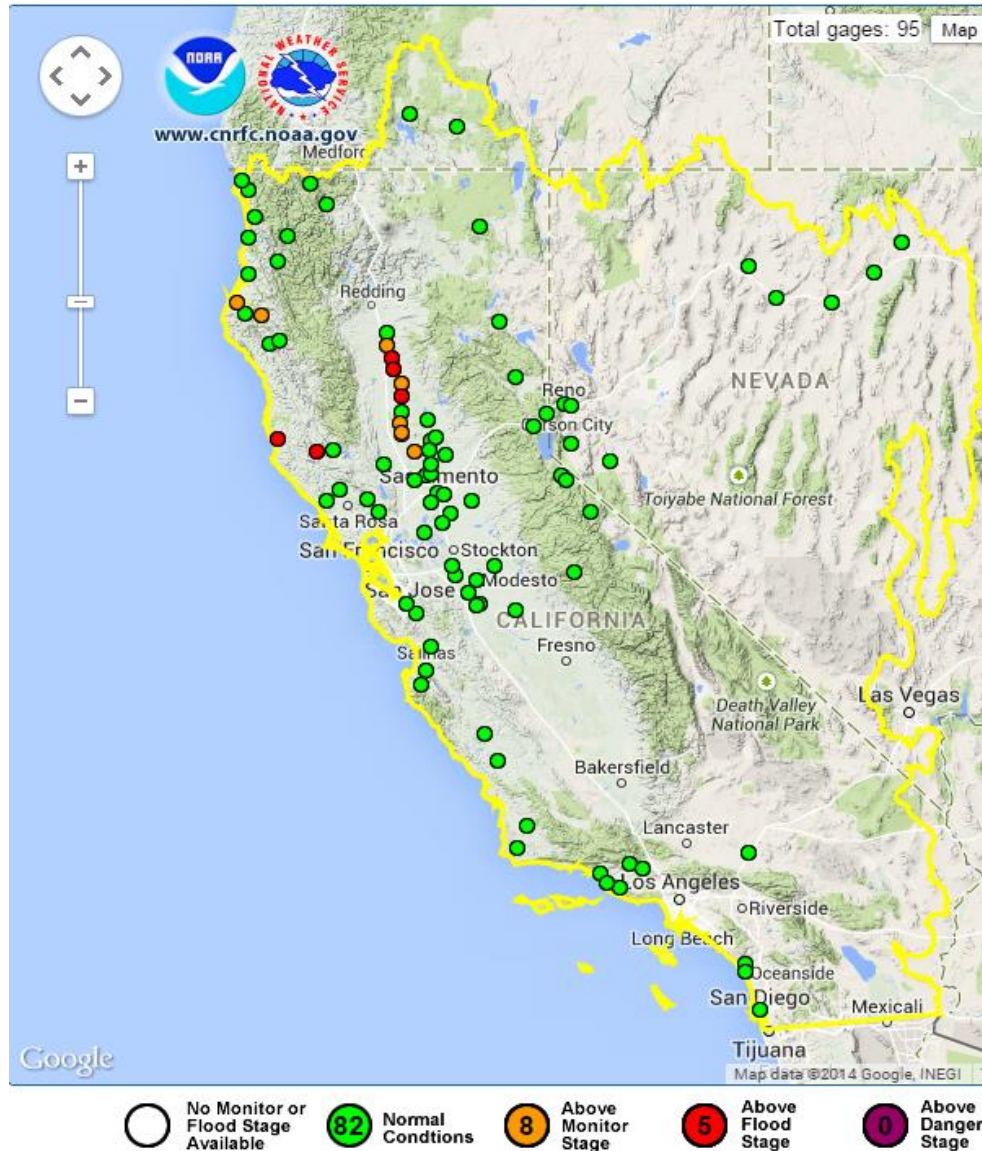 Total gages: 95
Map
NOAA
NATIONAL WEATHER SERVICE
www.cnrfc.noaa.gov
Medford
Redding
Reno
NEVADA
Carson City
Sacramento
Toiyabe National Forest
Santa Rosa
San Francisco
Stockton
Modesto
San Jose
CALIFORNIA
Fresno
Salinas
Las Vegas
Death Valley
National Park
Bakersfield
Lancaster
Los Angeles
Riverside
Long Beach
Oceanside
San Diego
Mexicali
Tijuana
Google
Map data ©2014 Google, INEGI
No Monitor or
Flood Stage
Available
82
Normal
Condtions
8
Above
Monitor
Stage
5
Above
Flood
Stage
0
Above
Danger
Stage